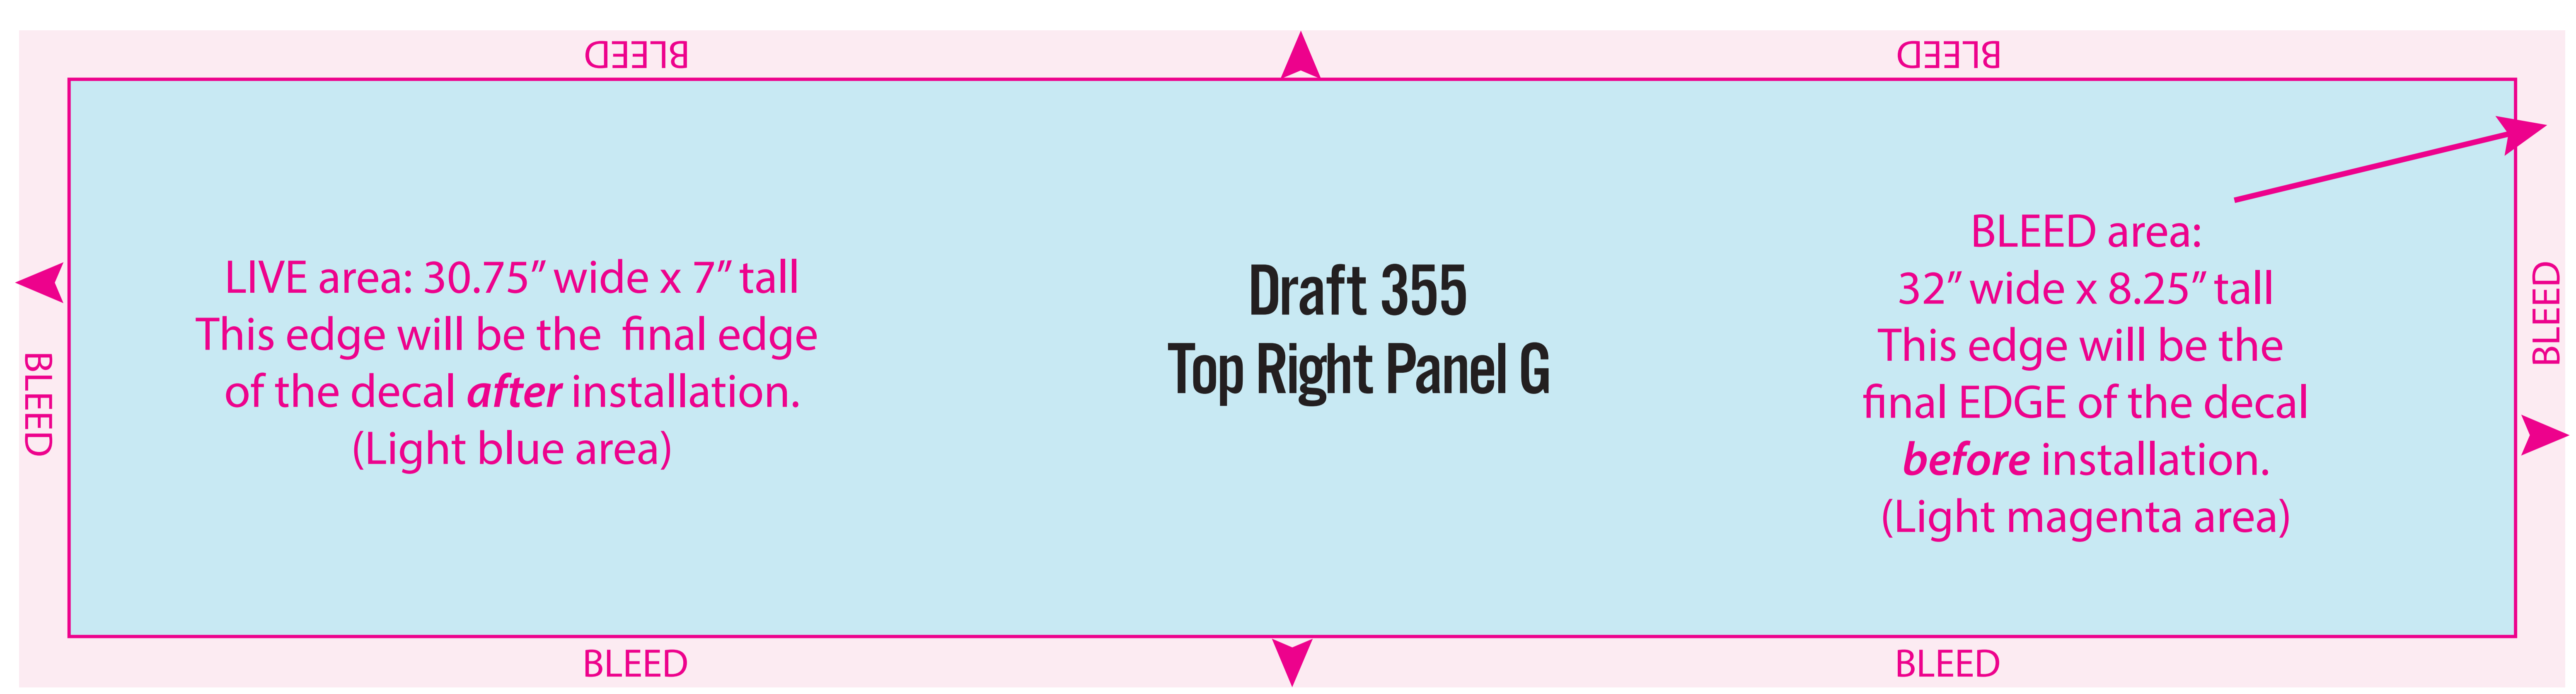 BLEED
BLEED
LIVE area: 30.75” wide x 7” tall
This edge will be the final edge
of the decal after installation.
(Light blue area)
Draft 355
Top Right Panel G
BLEED area:
32” wide x 8.25” tall
This edge will be the
final EDGE of the decal
before installation.
(Light magenta area)
BLEED
BLEED
BLEED
BLEED